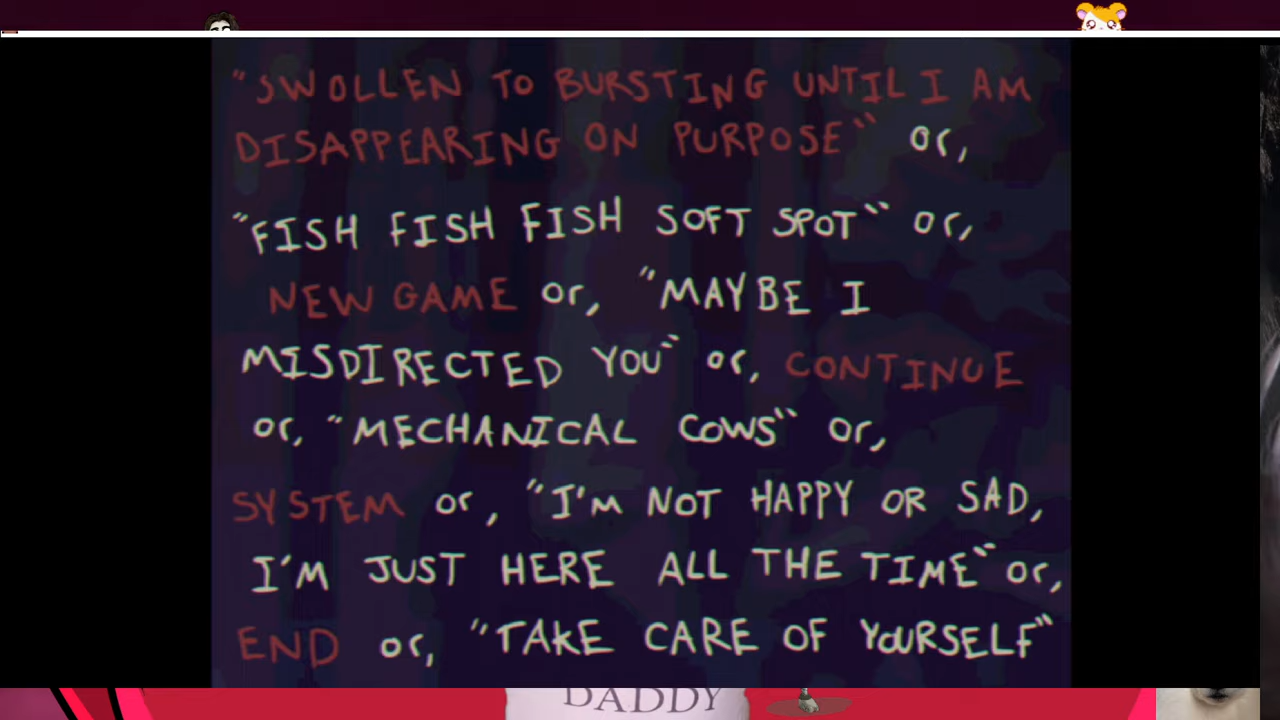 "SWOLLEN TO BURSTING UNTIL I AM
DISAPPEARING ON PURPOSE" or,
"FISH FISH FISH SOFT SPOT" or,
NEW GAME or, "MAYBE I
MISDIRECTED YOU" or, CONTINUE
or, "MECHANICAL COWS" or,
SYSTEM or, "I'M NOT HAPPY OR SAD,
I'M JUST HERE ALL THE TIME" or,
END or, "TAKE CARE OF YOURSELF"
DADDY